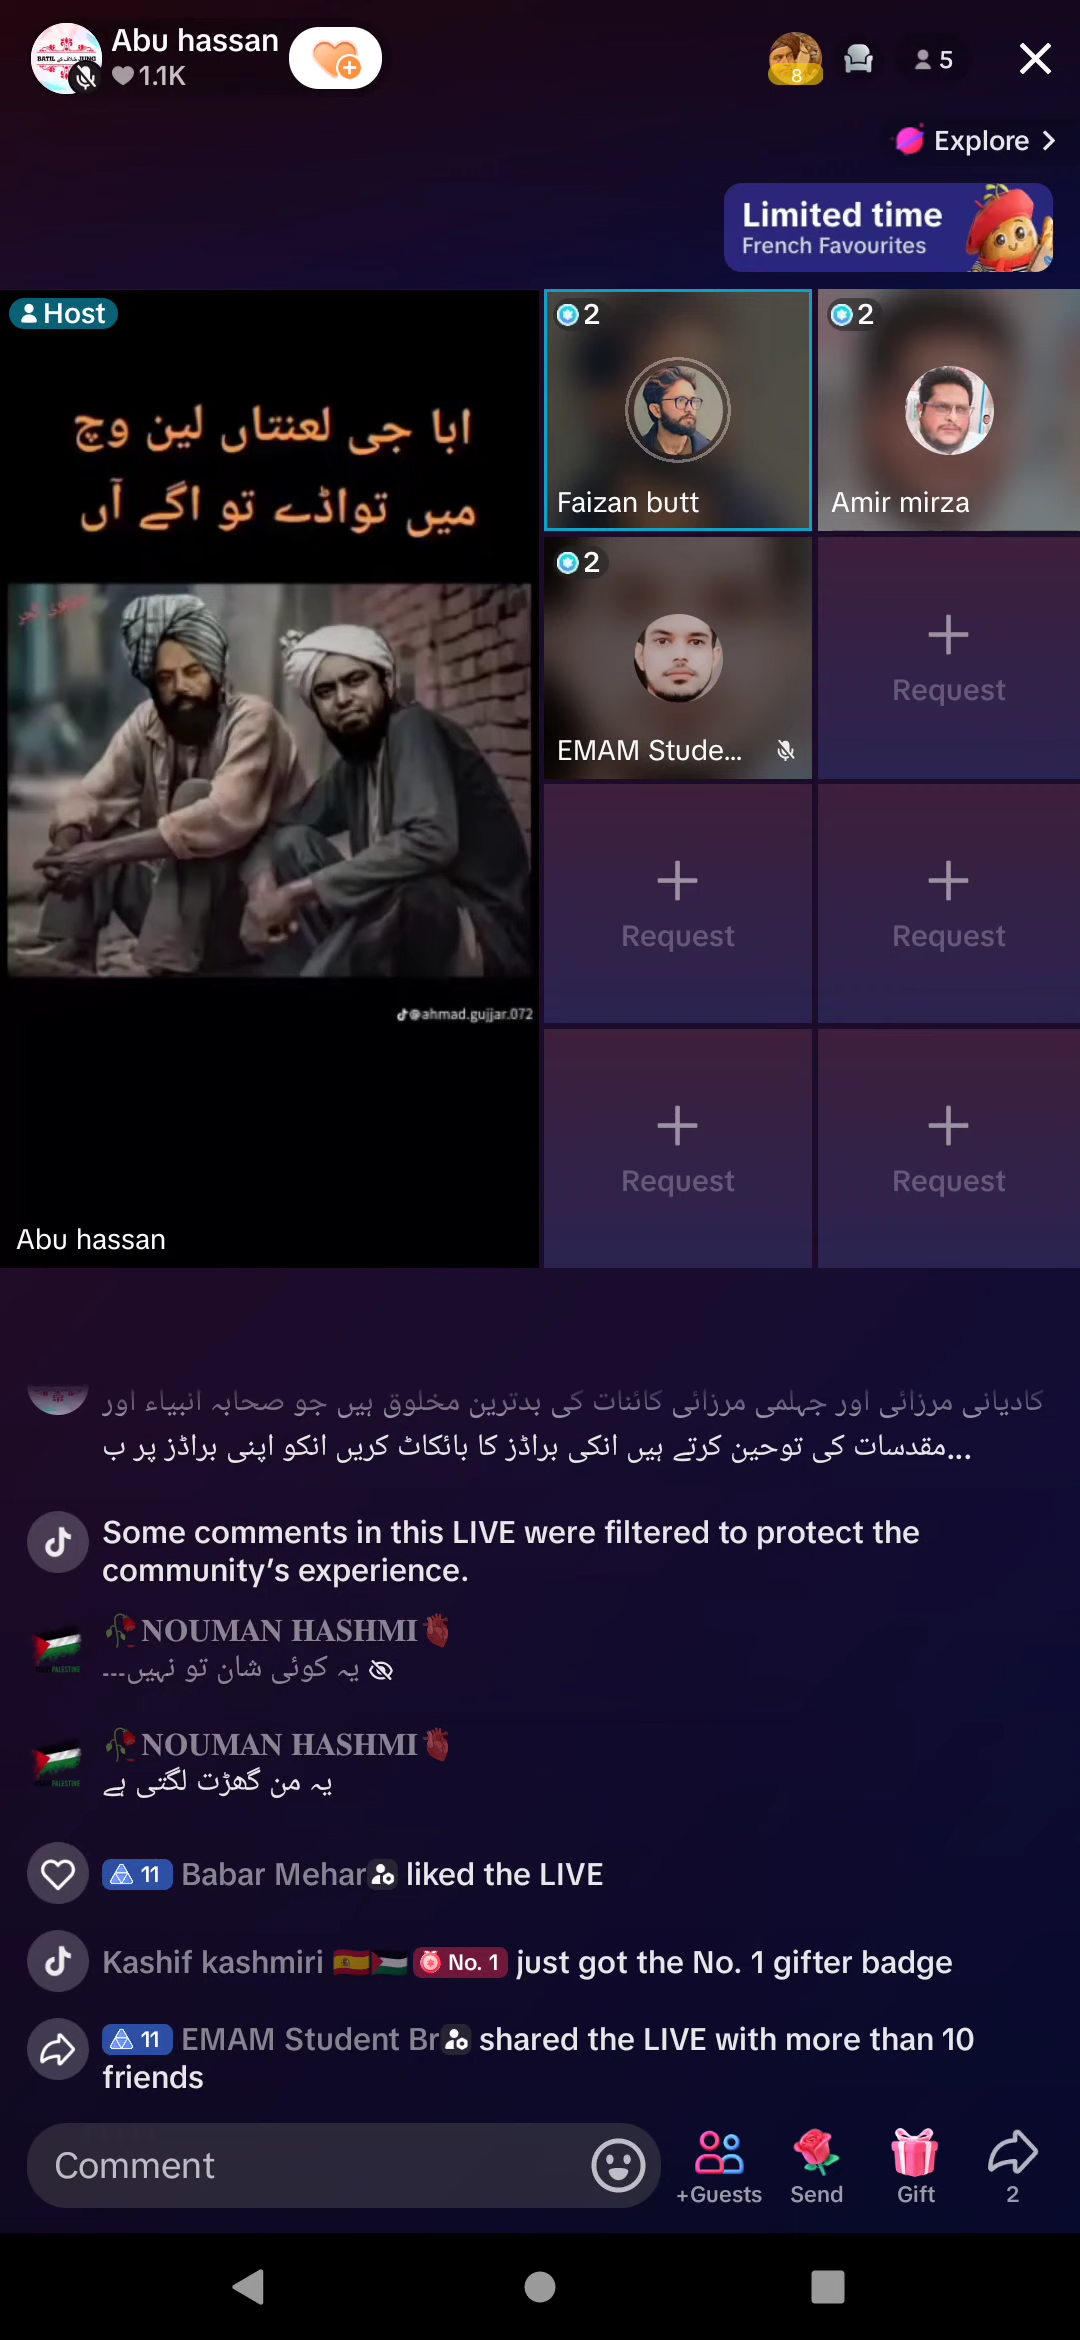 Abu hassan
1.1K
8
5
Explore
Limited time
French Favourites
Host
ابا جی لعنتاں لین وچ
میں تواڈے تو اگے آں
@ahmad.gujjar.072
Abu hassan
2
Faizan butt
2
Amir mirza
2
EMAM Stude...
Request
Request
Request
Request
Request
کادیانی مرزائی اور جہلمی مرزائی کائنات کی بدترین مخلوق ہیں جو صحابہ انبیاء اور
مقدسات کی توحین کرتے ہیں انکی براڈز کا بائکاٹ کریں انکو اپنی براڈز پر ب...
Some comments in this LIVE were filtered to protect the
community's experience.
🥀NOUMAN HASHMI🫀
یہ کوئی شان تو نہیں---
🥀NOUMAN HASHMI🫀
یہ من گھڑت لگتی ہے
11 Babar Mehar liked the LIVE
Kashif kashmiri 🇪🇸🇵🇸 No. 1 just got the No. 1 gifter badge
11 EMAM Student Br shared the LIVE with more than 10
friends
Comment
+Guests
Send
Gift
2